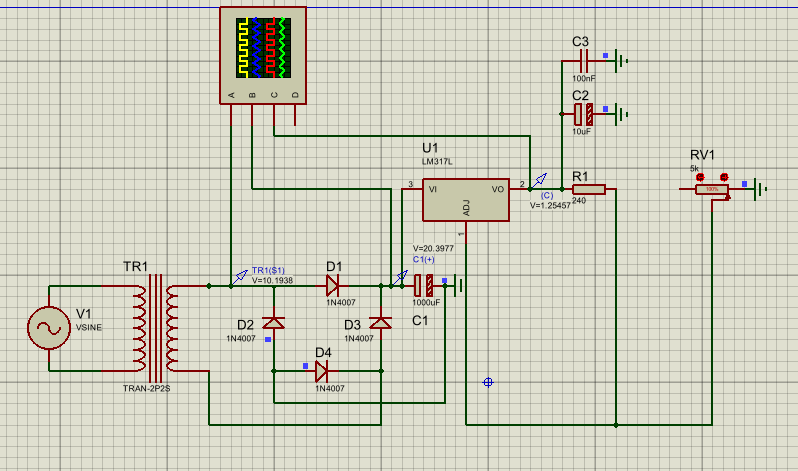 A
B
C
D
C3
100nF
C2
10uF
U1
LM317L
3
VI
VO
2
ADJ
1
(C)
V=1.25457
R1
240
RV1
5k
100%
V=20.3977
C1(+)
TR1
TR1(S1)
V=10.1938
D1
1N4007
1000uF
C1
V1
VSINE
D2
1N4007
D3
1N4007
D4
1N4007
TRAN-2P2S